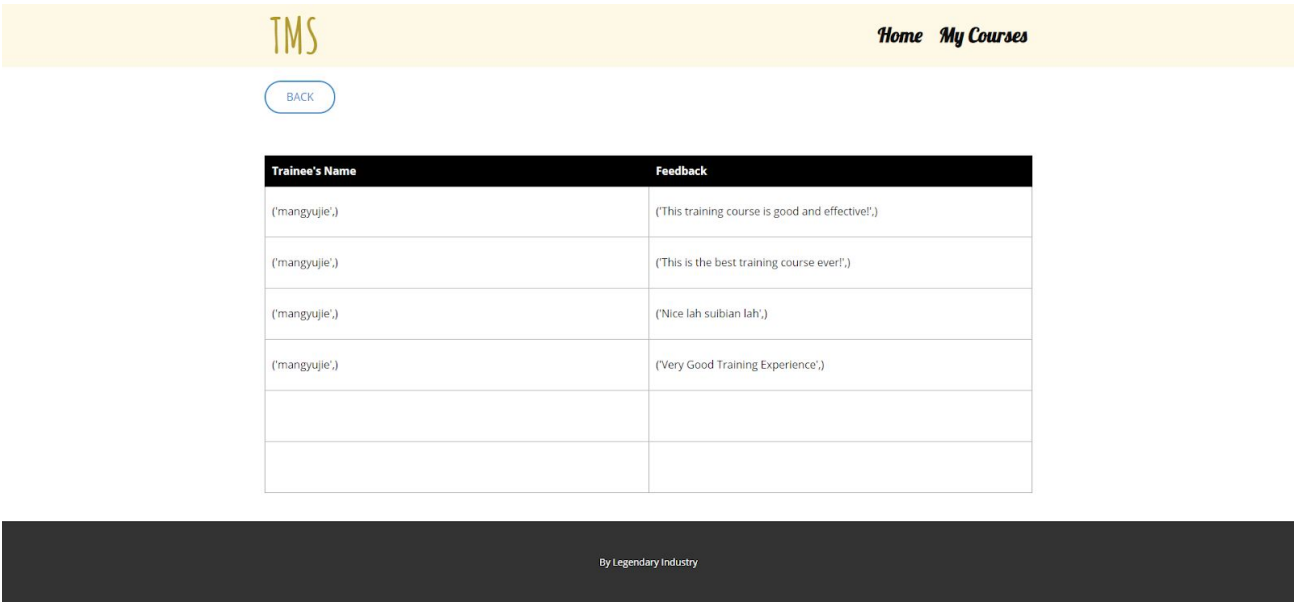 TMS
Home My Courses
BACK
Trainee's Name Feedback
('mangyujie',) ('This training course is good and effective!',)
('mangyujie',) ('This is the best training course ever!',)
('mangyujie',) ('Nice lah suibian lah',)
('mangyujie',) ('Very Good Training Experience',)
By Legendary Industry